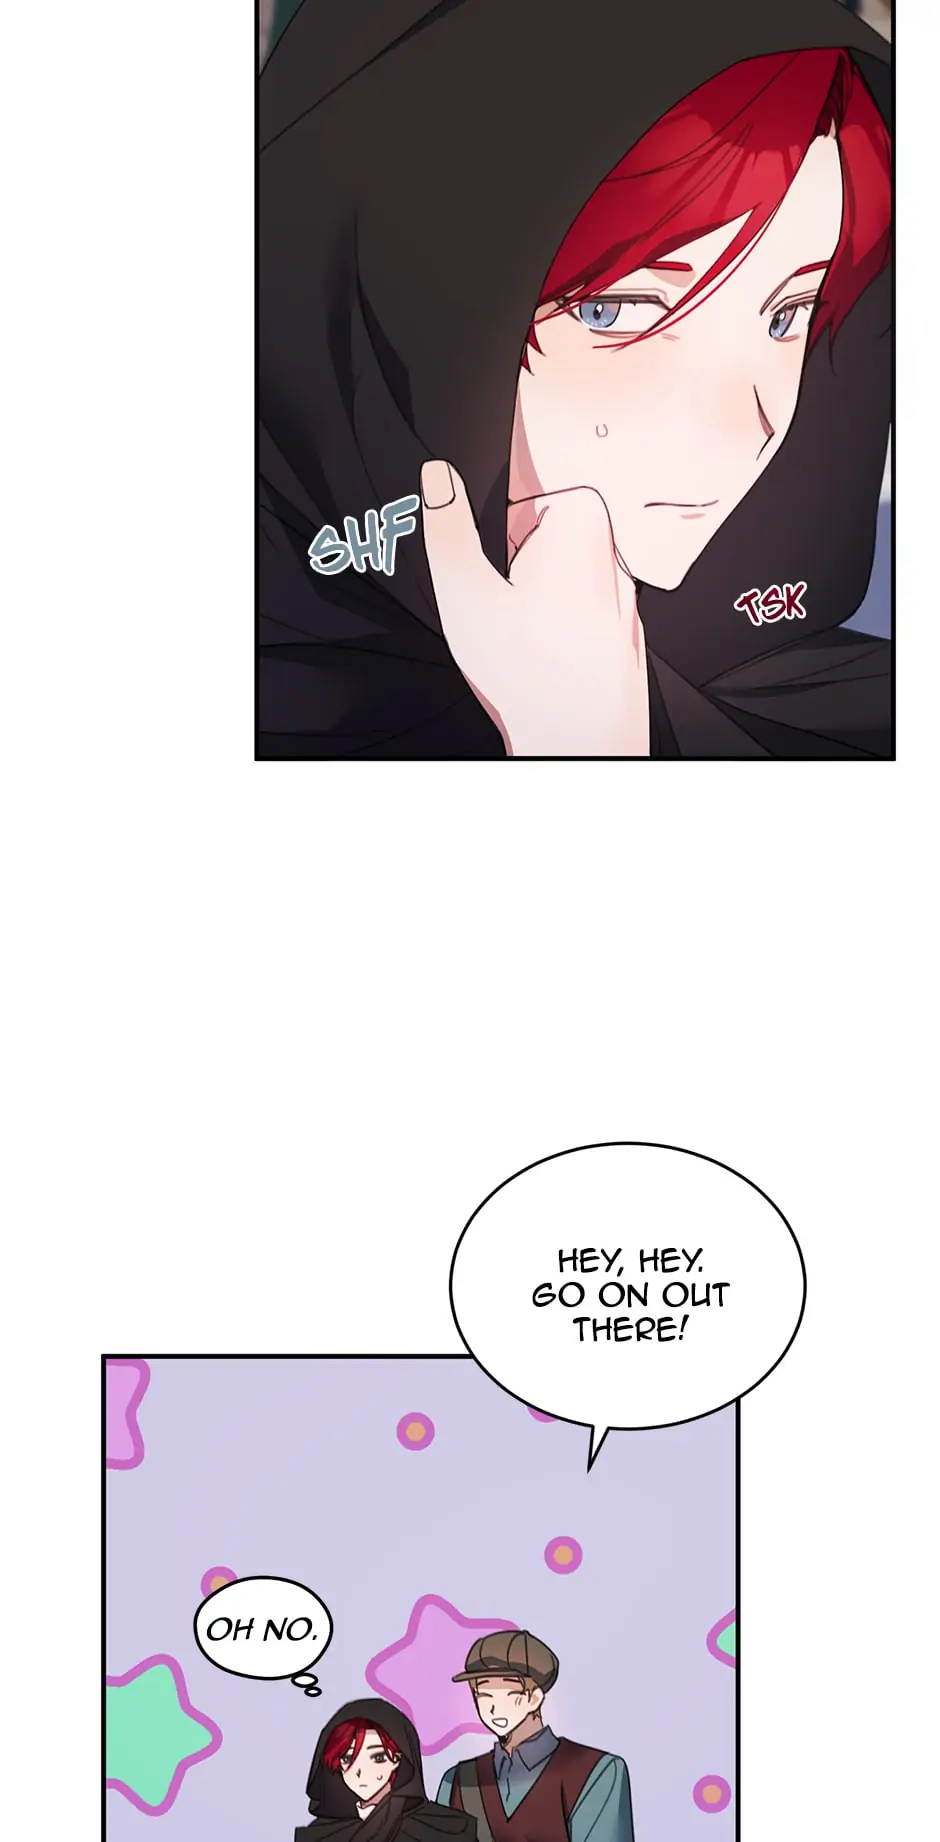 SHF
TSK
HEY, HEY.
GO ON OUT
THERE!
OH NO.